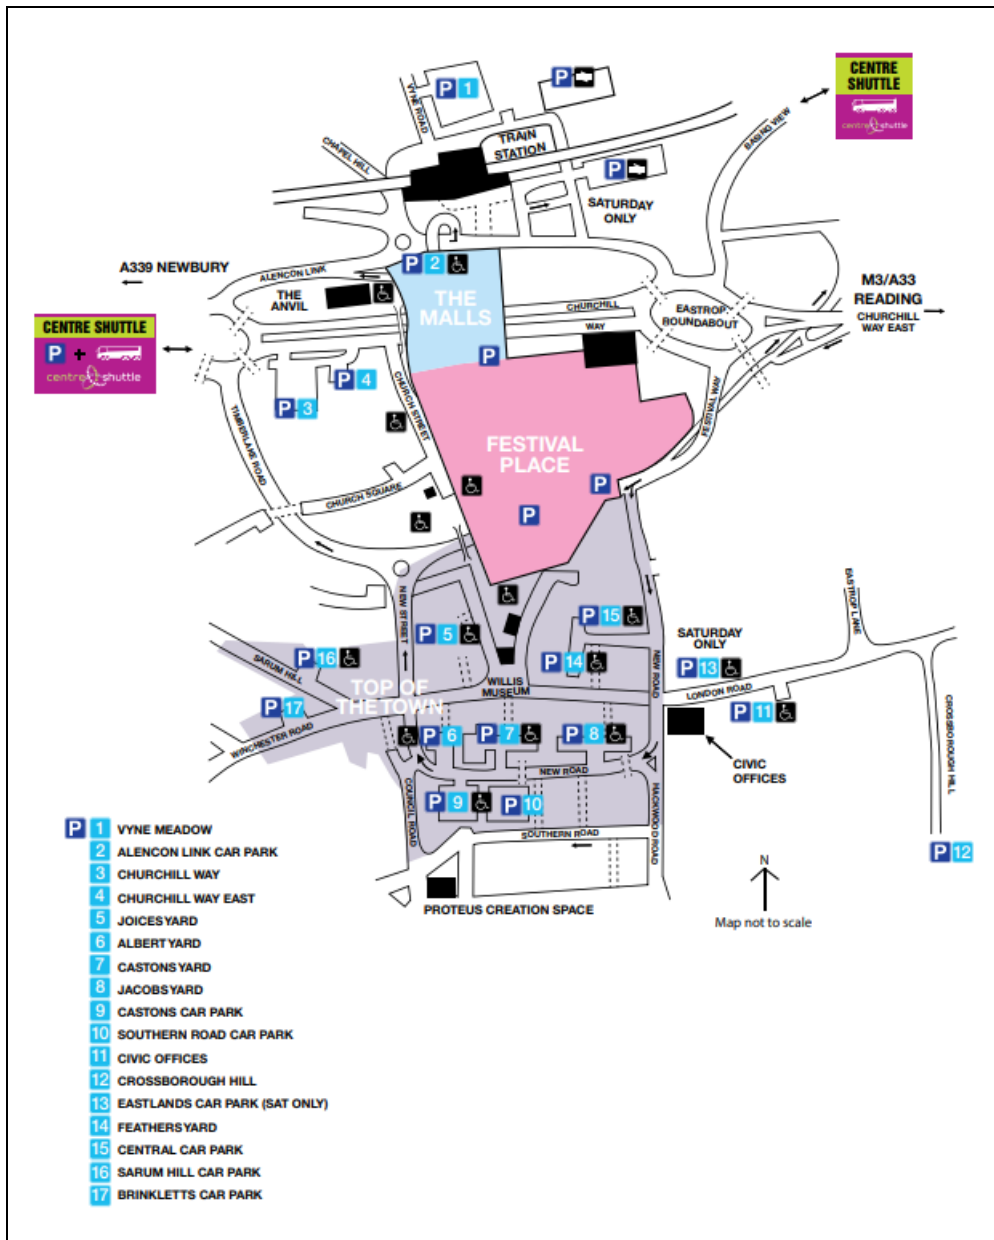 CENTRE
SHUTTLE
centre shuttle
P 1
P
VYNE ROAD
TRAIN
STATION
BASING VIEW
CHAPEL HILL
P
SATURDAY
ONLY
A339 NEWBURY
ALENCON LINK
P 2
THE
ANVIL
THE
MALLS
CHURCHILL
WAY
EASTROP
ROUNDABOUT
M3/A33
READING
CHURCHILL
WAY EAST
CENTRE SHUTTLE
P +
centre shuttle
P
P 4
P 3
CHURCH STREET
TIMBERLAKE ROAD
FESTIVAL WAY
FESTIVAL
PLACE
P
CHURCH SQUARE
P
EASTROP LANE
NEW STREET
P 15
P 5
SATURDAY
ONLY
P 13
P 16
SARUM HILL
P 14
NEW ROAD
WILLIS
MUSEUM
TOP OF
THE TOWN
LONDON ROAD
P 17
P 11
CROSSBOROUGH HILL
WINCHESTER ROAD
P 6
P 7
P 8
CIVIC
OFFICES
NEW ROAD
COUNCIL ROAD
P 9
P 10
HACKWOOD ROAD
SOUTHERN ROAD
P 12
N
Map not to scale
PROTEUS CREATION SPACE
P 1 VYNE MEADOW
2 ALENCON LINK CAR PARK
3 CHURCHILL WAY
4 CHURCHILL WAY EAST
5 JOICES YARD
6 ALBERT YARD
7 CASTONS YARD
8 JACOBS YARD
9 CASTONS CAR PARK
10 SOUTHERN ROAD CAR PARK
11 CIVIC OFFICES
12 CROSSBOROUGH HILL
13 EASTLANDS CAR PARK (SAT ONLY)
14 FEATHERS YARD
15 CENTRAL CAR PARK
16 SARUM HILL CAR PARK
17 BRINKLETTS CAR PARK